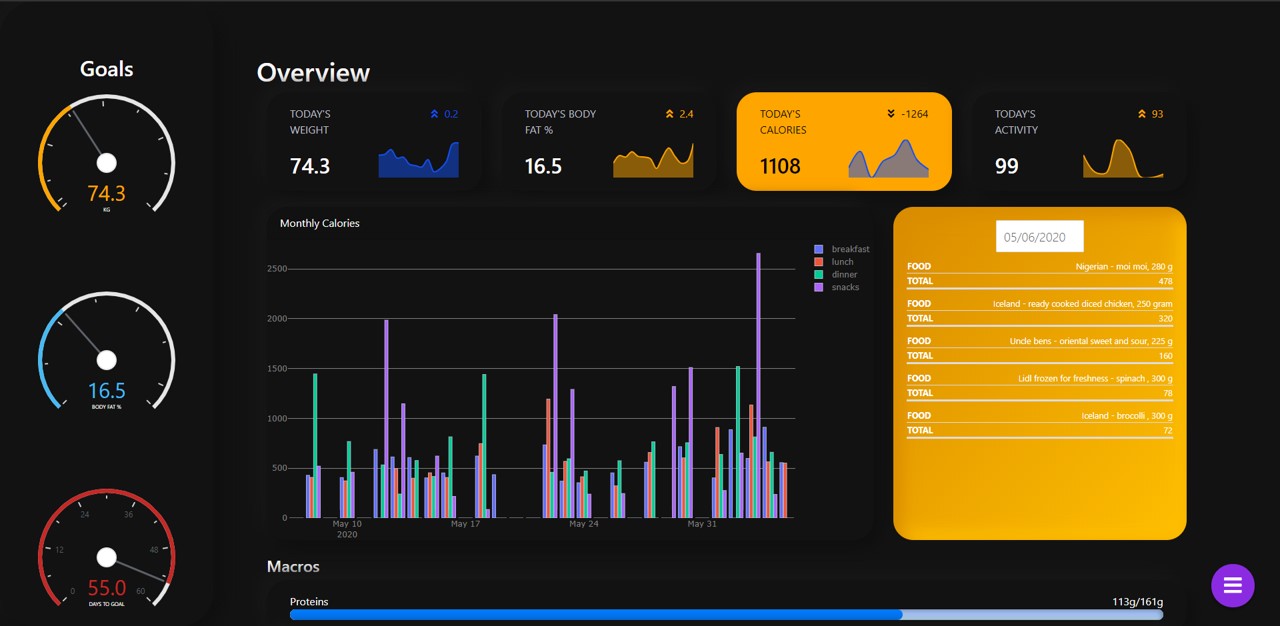 Goals
74.3
KG
16.5
BODY FAT %
0
12
24
36
48
60
55.0
DAYS TO GOAL
Overview
TODAY'S
WEIGHT
0.2
74.3
TODAY'S BODY
FAT %
2.4
16.5
TODAY'S
CALORIES
-1264
1108
TODAY'S
ACTIVITY
93
99
Monthly Calories
2500
2000
1500
1000
500
0
May 10
2020
May 17
May 24
May 31
breakfast
lunch
dinner
snacks
05/06/2020
FOOD Nigerian - moi moi, 280 g
TOTAL 478
FOOD Iceland - ready cooked diced chicken, 250 gram
TOTAL 320
FOOD Uncle bens - oriental sweet and sour, 225 g
TOTAL 160
FOOD Lidl frozen for freshness - spinach , 300 g
TOTAL 78
FOOD Iceland - brocolli , 300 g
TOTAL 72
Macros
Proteins 113g/161g